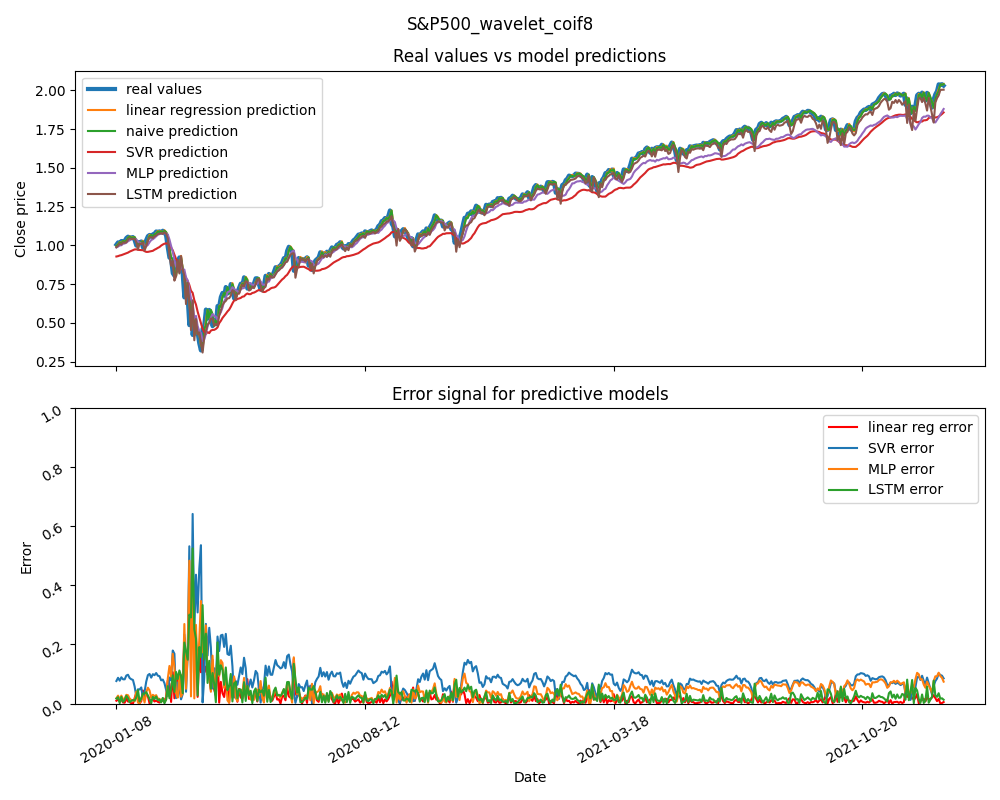 S&P500_wavelet_coif8
Real values vs model predictions
Close price
2.00
1.75
1.50
1.25
1.00
0.75
0.50
0.25
real values
linear regression prediction
naive prediction
SVR prediction
MLP prediction
LSTM prediction
Error signal for predictive models
Error
1.0
0.8
0.6
0.4
0.2
0.0
linear reg error
SVR error
MLP error
LSTM error
2020-01-08
2020-08-12
2021-03-18
2021-10-20
Date